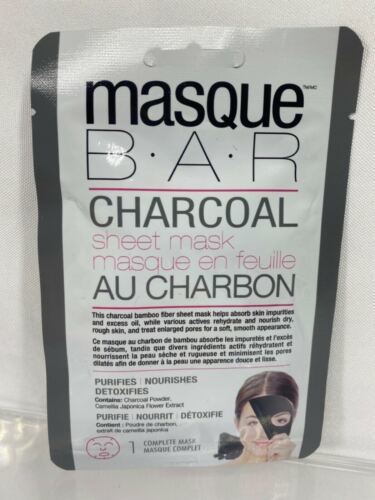 masque
TM/MC
B·A·R
CHARCOAL
sheet mask
masque en feuille
AU CHARBON
This charcoal bamboo fiber sheet mask helps absorb skin impurities
and excess oil, while various actives rehydrate and nourish dry,
rough skin, and treat enlarged pores for a soft, smooth appearance.
Ce masque au charbon de bambou absorbe les impuretés et l'excès
de sébum, tandis que divers ingrédients actifs réhydratent et
nourrissent la peau sèche et rugueuse et minimisent les pores
dilatés afin de donner à la peau une apparence douce et lisse.
PURIFIES | NOURISHES
DETOXIFIES
Contains: Charcoal Powder,
Camellia Japonica Flower Extract
PURIFIE | NOURRIT | DÉTOXIFIE
Contient : Poudre de charbon,
extrait de camellia japonica
1 COMPLETE MASK
MASQUE COMPLET